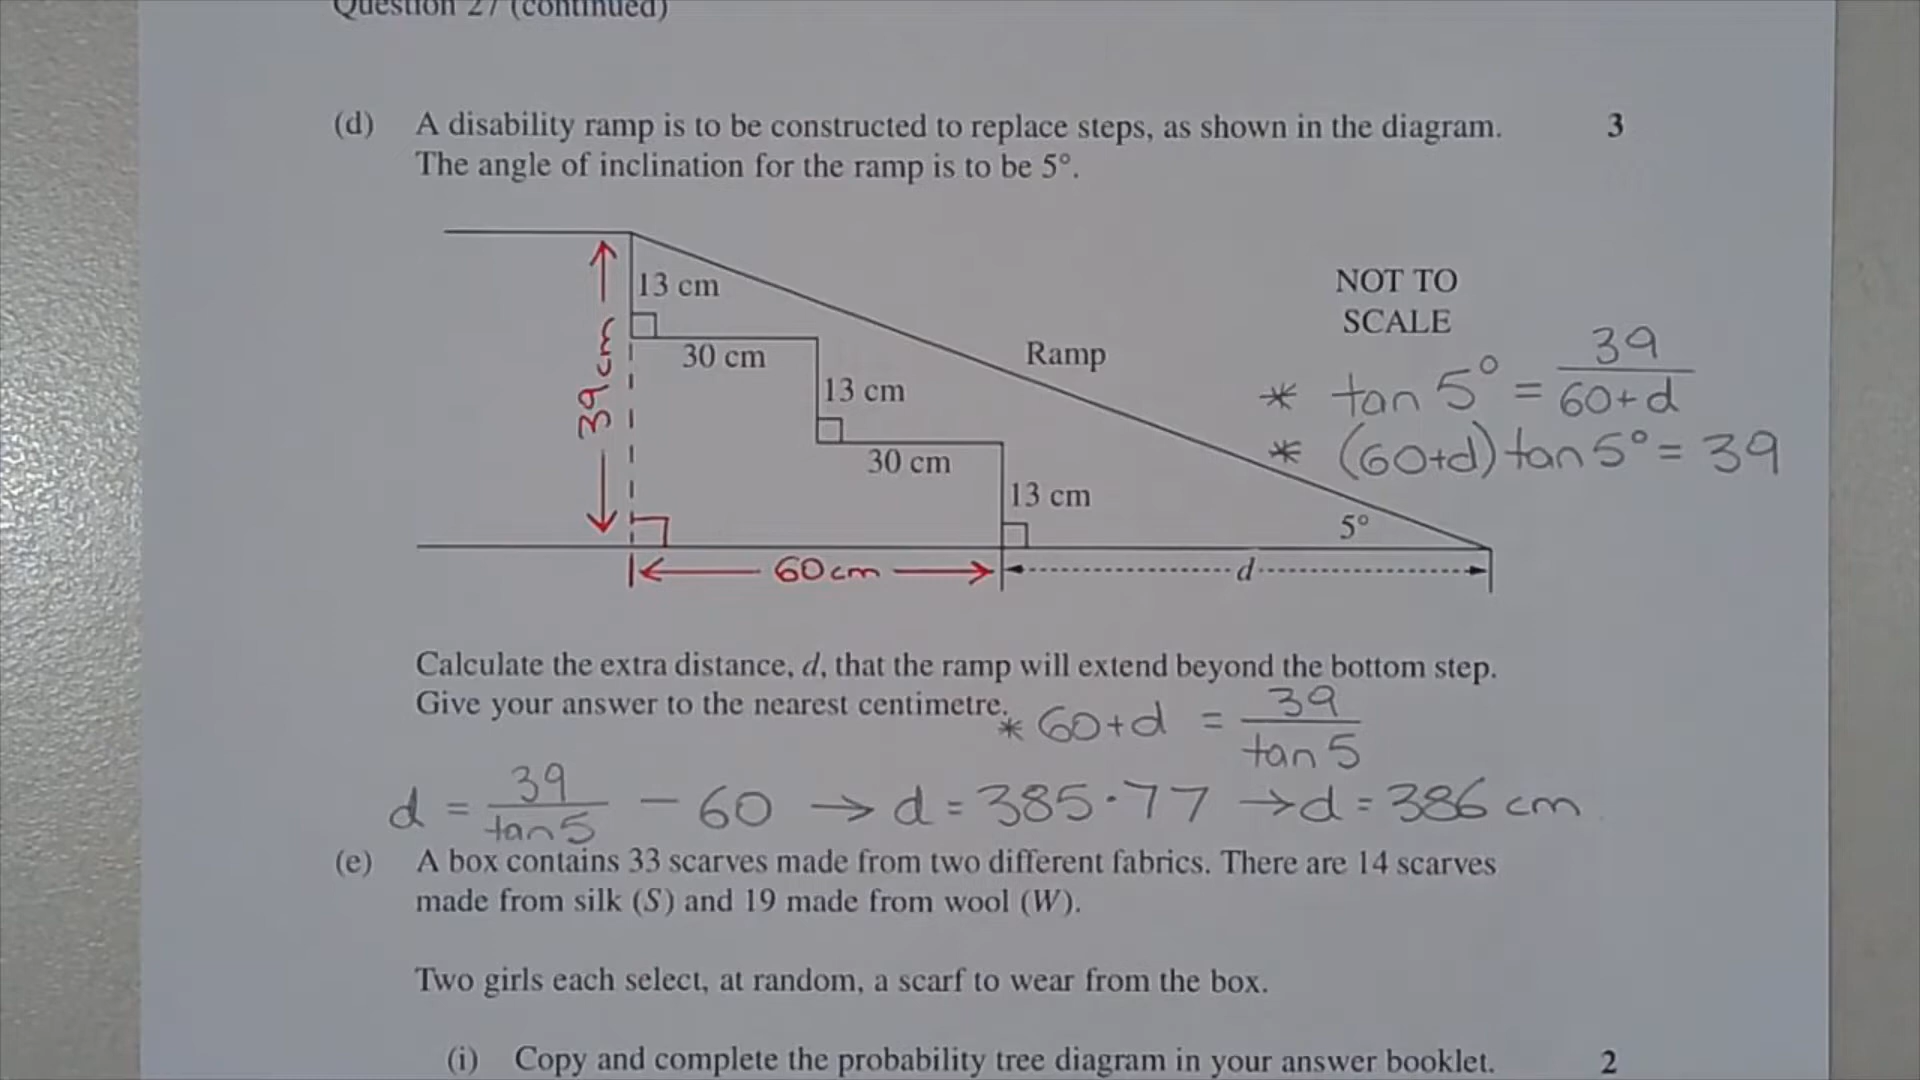 Question 27 (continued)
(d) A disability ramp is to be constructed to replace steps, as shown in the diagram. 3
The angle of inclination for the ramp is to be 5°.
13 cm
30 cm
13 cm
30 cm
13 cm
Ramp
NOT TO
SCALE
5°
d
39 cm
60 cm
* tan 5° = 39 / 60+d
* (60+d) tan 5° = 39
Calculate the extra distance, d, that the ramp will extend beyond the bottom step.
Give your answer to the nearest centimetre.
* 60+d = 39 / tan 5
d = 39 / tan 5 – 60 → d = 385·77 → d = 386 cm
(e) A box contains 33 scarves made from two different fabrics. There are 14 scarves
made from silk (S) and 19 made from wool (W).
Two girls each select, at random, a scarf to wear from the box.
(i) Copy and complete the probability tree diagram in your answer booklet. 2